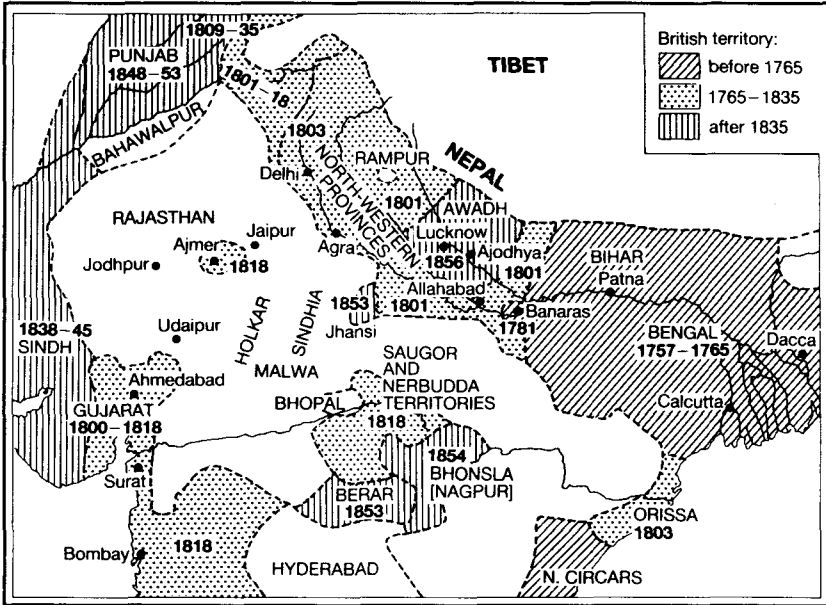 1809–35
PUNJAB
1848–53
1801–18
BAHAWALPUR
TIBET
British territory:
before 1765
1765–1835
after 1835
1803
Delhi
RAMPUR
NEPAL
NORTH-WESTERN
PROVINCES
1801
AWADH
RAJASTHAN
Jaipur
Ajmer
1818
Jodhpur
Agra
Lucknow
1856
Ajodhya
1801
Allahabad
1801
BIHAR
Patna
Banaras
1781
1853
Jhansi
1838–45
SINDH
Udaipur
HOLKAR
SINDHIA
MALWA
BENGAL
1757–1765
Dacca
Calcutta
Ahmedabad
GUJARAT
1800–1818
Surat
BHOPAL
SAUGOR
AND
NERBUDDA
TERRITORIES
1818
1854
BHONSLA
[NAGPUR]
BERAR
1853
ORISSA
1803
Bombay
1818
HYDERABAD
N. CIRCARS